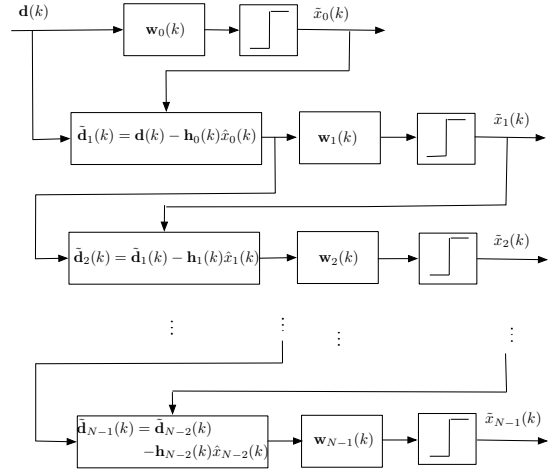 𝐝(k)
𝐰₀(k)
x̃₀(k)
𝐝̃₁(k) = 𝐝(k) − 𝐡₀(k)x̂₀(k)
𝐰₁(k)
x̃₁(k)
𝐝̃₂(k) = 𝐝̃₁(k) − 𝐡₁(k)x̂₁(k)
𝐰₂(k)
x̃₂(k)
⋮ ⋮ ⋮ ⋮
𝐝̃_{N−1}(k) = 𝐝̃_{N−2}(k)
−𝐡_{N−2}(k)x̂_{N−2}(k)
𝐰_{N−1}(k)
x̃_{N−1}(k)